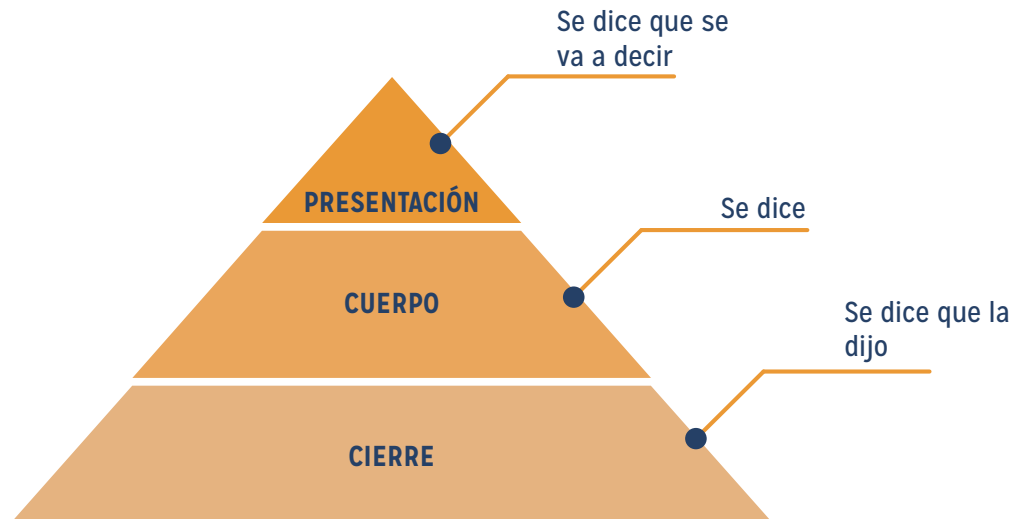 Se dice que se
va a decir
PRESENTACIÓN
Se dice
CUERPO
Se dice que la
dijo
CIERRE